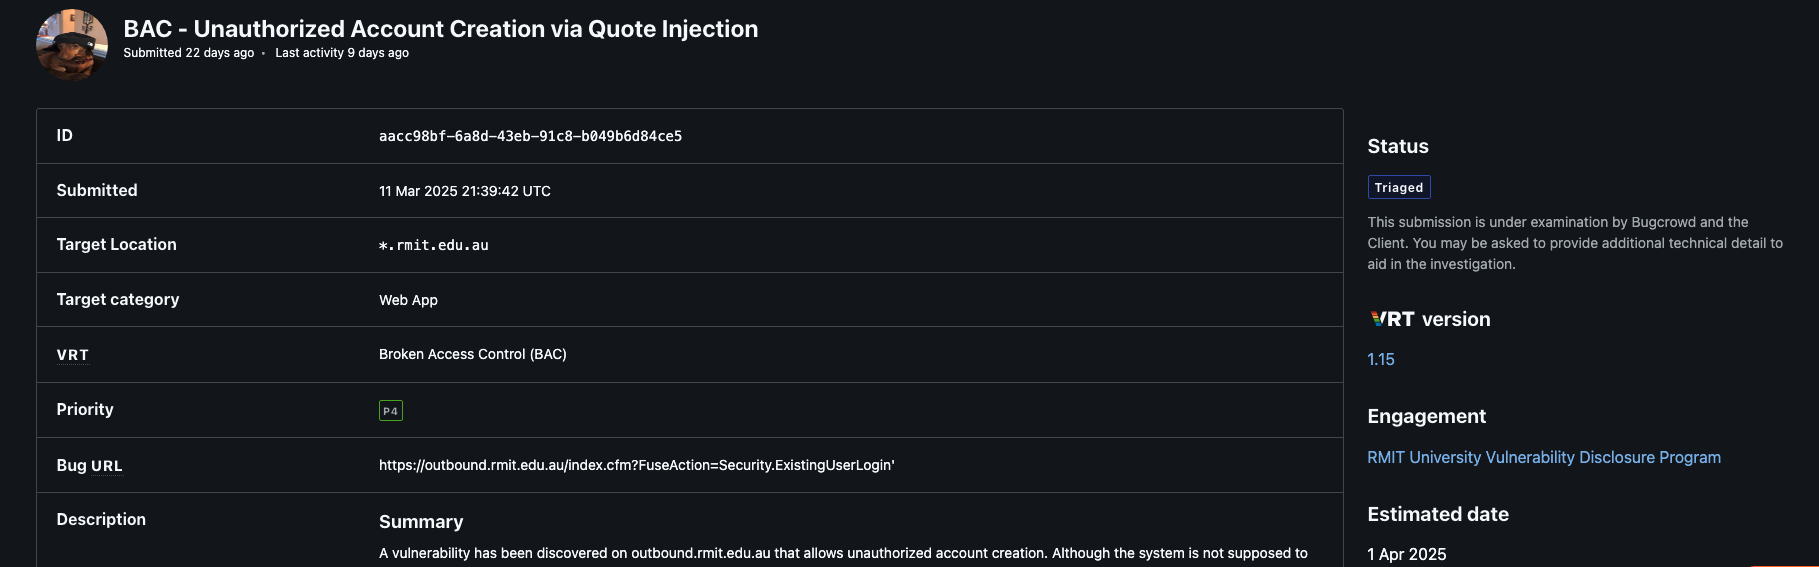 BAC - Unauthorized Account Creation via Quote Injection
Submitted 22 days ago • Last activity 9 days ago
ID
aacc98bf-6a8d-43eb-91c8-b049b6d84ce5
Submitted
11 Mar 2025 21:39:42 UTC
Target Location
*.rmit.edu.au
Target category
Web App
VRT
Broken Access Control (BAC)
Priority
P4
Bug URL
https://outbound.rmit.edu.au/index.cfm?FuseAction=Security.ExistingUserLogin'
Description
Summary
A vulnerability has been discovered on outbound.rmit.edu.au that allows unauthorized account creation. Although the system is not supposed to
Status
Triaged
This submission is under examination by Bugcrowd and the
Client. You may be asked to provide additional technical detail to
aid in the investigation.
VRT version
1.15
Engagement
RMIT University Vulnerability Disclosure Program
Estimated date
1 Apr 2025